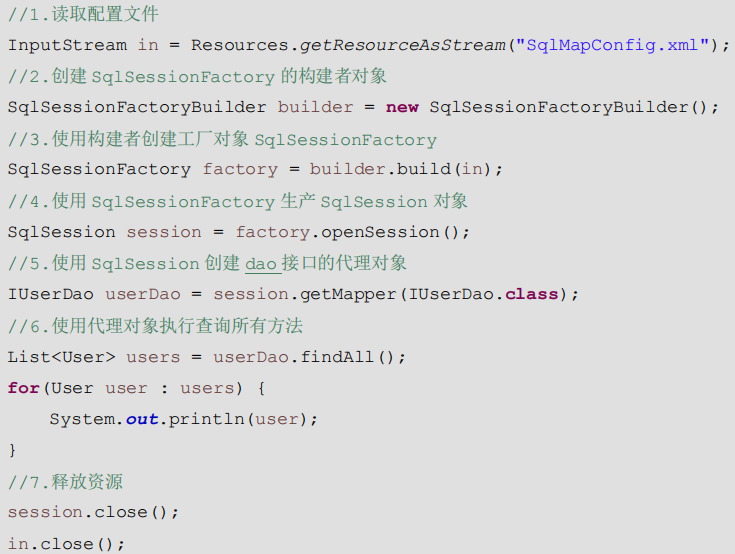 //1.读取配置文件
InputStream in = Resources.getResourceAsStream("SqlMapConfig.xml");
//2.创建 SqlSessionFactory 的构建者对象
SqlSessionFactoryBuilder builder = new SqlSessionFactoryBuilder();
//3.使用构建者创建工厂对象 SqlSessionFactory
SqlSessionFactory factory = builder.build(in);
//4.使用 SqlSessionFactory 生产 SqlSession 对象
SqlSession session = factory.openSession();
//5.使用 SqlSession 创建 dao 接口的代理对象
IUserDao userDao = session.getMapper(IUserDao.class);
//6.使用代理对象执行查询所有方法
List<User> users = userDao.findAll();
for(User user : users) {
    System.out.println(user);
}
//7.释放资源
session.close();
in.close();